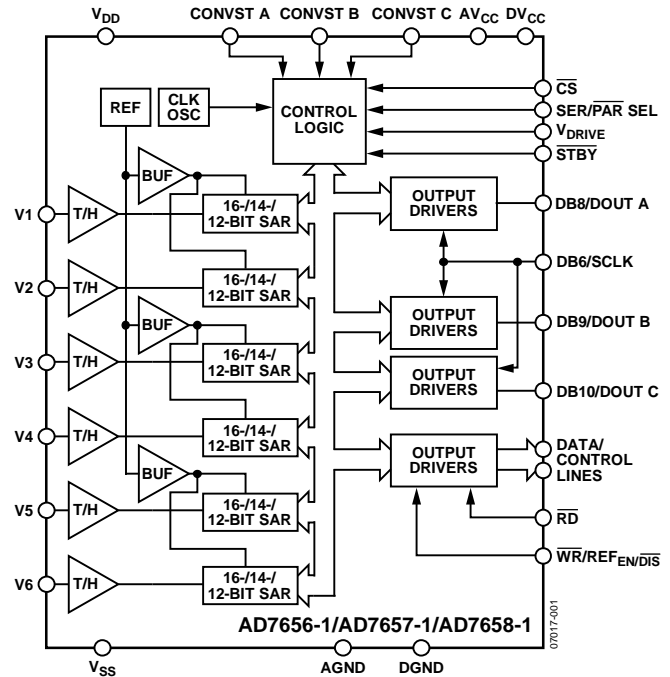 VDD
CONVST A
CONVST B
CONVST C
AVCC
DVCC
REF
CLK
OSC
CONTROL
LOGIC
CS
SER/PAR SEL
VDRIVE
STBY
BUF
V1
T/H
16-/14-/
12-BIT SAR
OUTPUT
DRIVERS
DB8/DOUT A
V2
T/H
16-/14-/
12-BIT SAR
DB6/SCLK
BUF
OUTPUT
DRIVERS
DB9/DOUT B
V3
T/H
16-/14-/
12-BIT SAR
OUTPUT
DRIVERS
DB10/DOUT C
V4
T/H
16-/14-/
12-BIT SAR
OUTPUT
DRIVERS
DATA/
CONTROL
LINES
BUF
V5
T/H
16-/14-/
12-BIT SAR
RD
WR/REFEN/DIS
V6
T/H
16-/14-/
12-BIT SAR
AD7656-1/AD7657-1/AD7658-1
07017-001
VSS
AGND
DGND